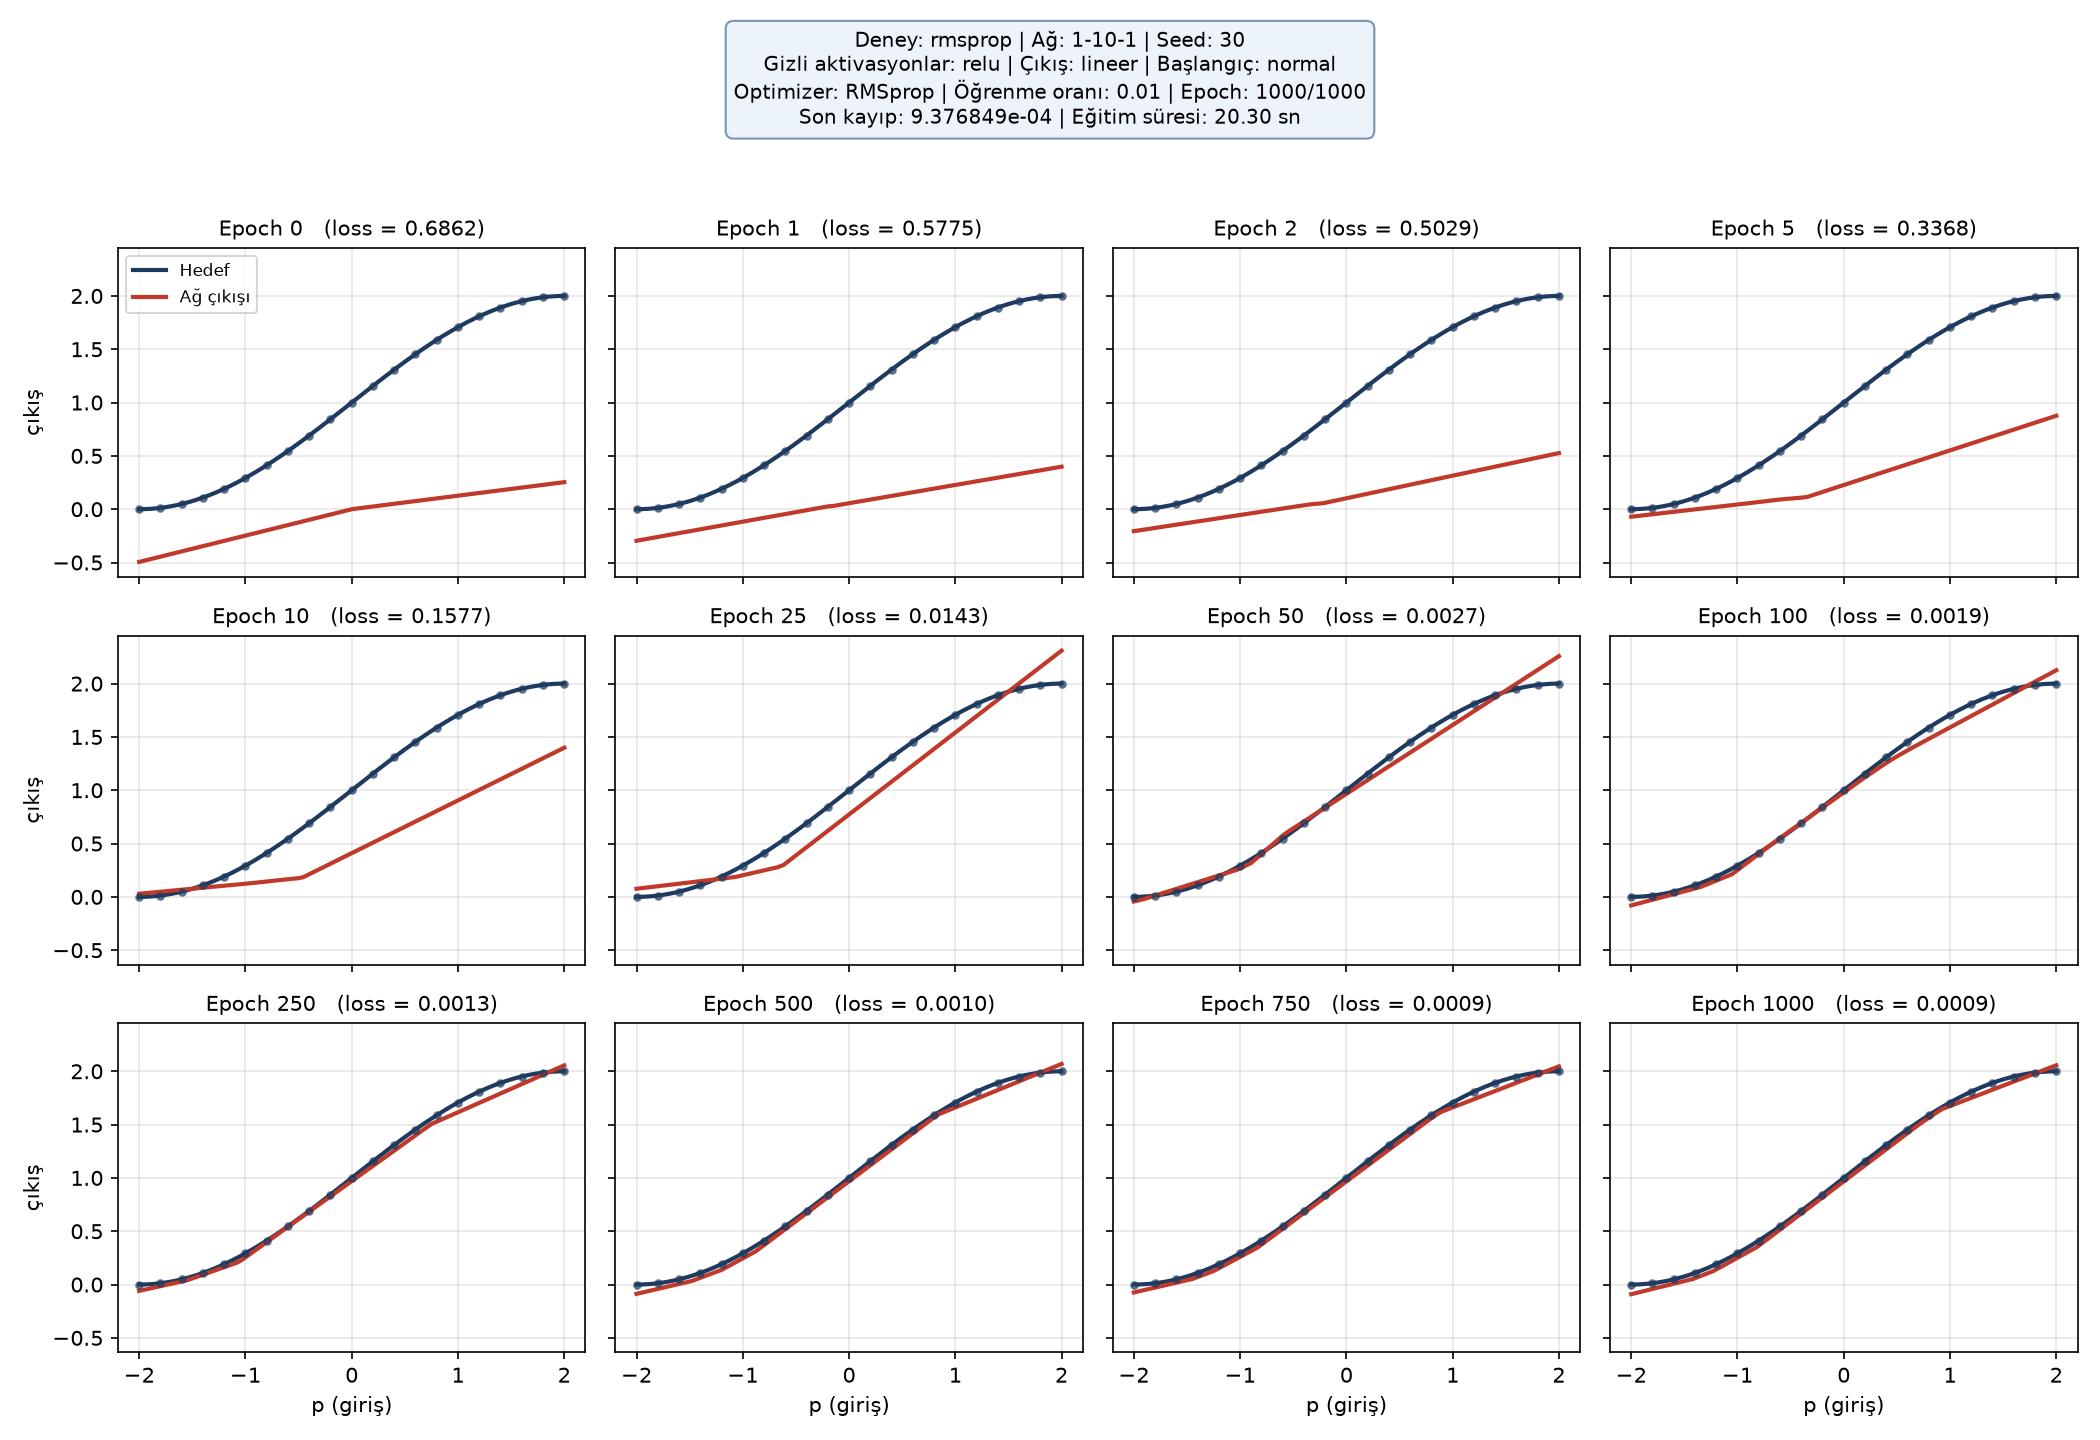 Deney: rmsprop | Ağ: 1-10-1 | Seed: 30
Gizli aktivasyonlar: relu | Çıkış: lineer | Başlangıç: normal
Optimizer: RMSprop | Öğrenme oranı: 0.01 | Epoch: 1000/1000
Son kayıp: 9.376849e-04 | Eğitim süresi: 20.30 sn
Epoch 0 (loss = 0.6862)
Epoch 1 (loss = 0.5775)
Epoch 2 (loss = 0.5029)
Epoch 5 (loss = 0.3368)
Hedef
Ağ çıkışı
2.0
1.5
1.0
0.5
0.0
−0.5
çıkış
Epoch 10 (loss = 0.1577)
Epoch 25 (loss = 0.0143)
Epoch 50 (loss = 0.0027)
Epoch 100 (loss = 0.0019)
2.0
1.5
1.0
0.5
0.0
−0.5
çıkış
Epoch 250 (loss = 0.0013)
Epoch 500 (loss = 0.0010)
Epoch 750 (loss = 0.0009)
Epoch 1000 (loss = 0.0009)
2.0
1.5
1.0
0.5
0.0
−0.5
çıkış
−2 −1 0 1 2
−2 −1 0 1 2
−2 −1 0 1 2
−2 −1 0 1 2
p (giriş)
p (giriş)
p (giriş)
p (giriş)